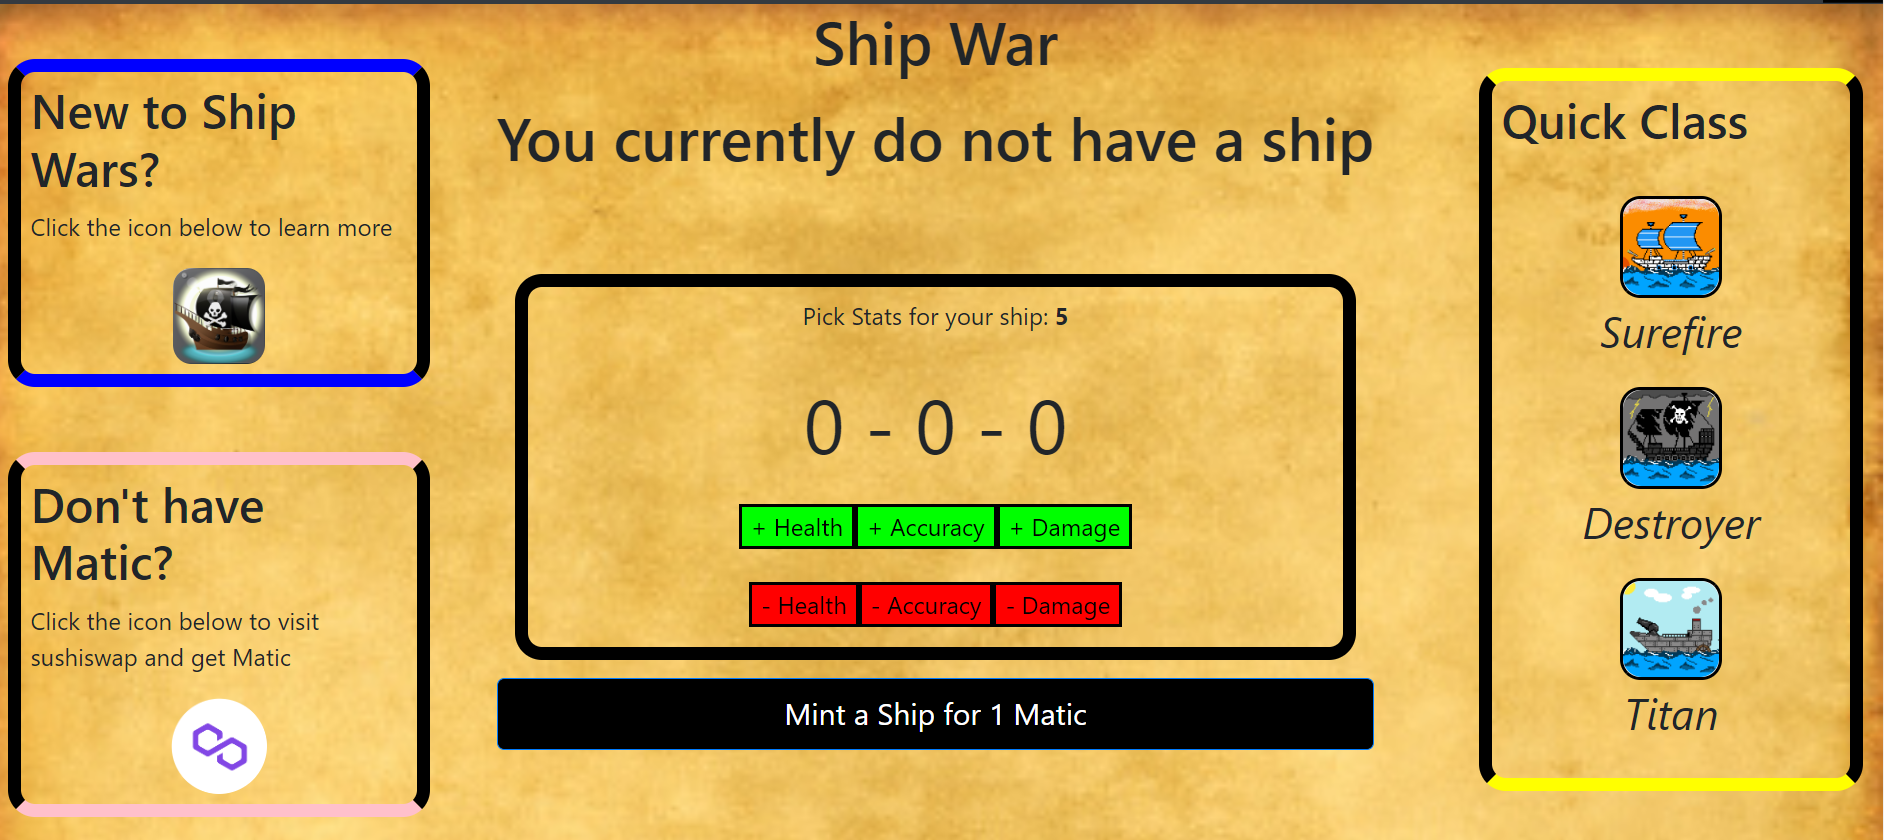 Ship War
You currently do not have a ship
New to Ship
Wars?
Click the icon below to learn more
Don't have
Matic?
Click the icon below to visit
sushiswap and get Matic
Pick Stats for your ship: 5
0 - 0 - 0
+ Health + Accuracy + Damage
- Health - Accuracy - Damage
Mint a Ship for 1 Matic
Quick Class
Surefire
Destroyer
Titan